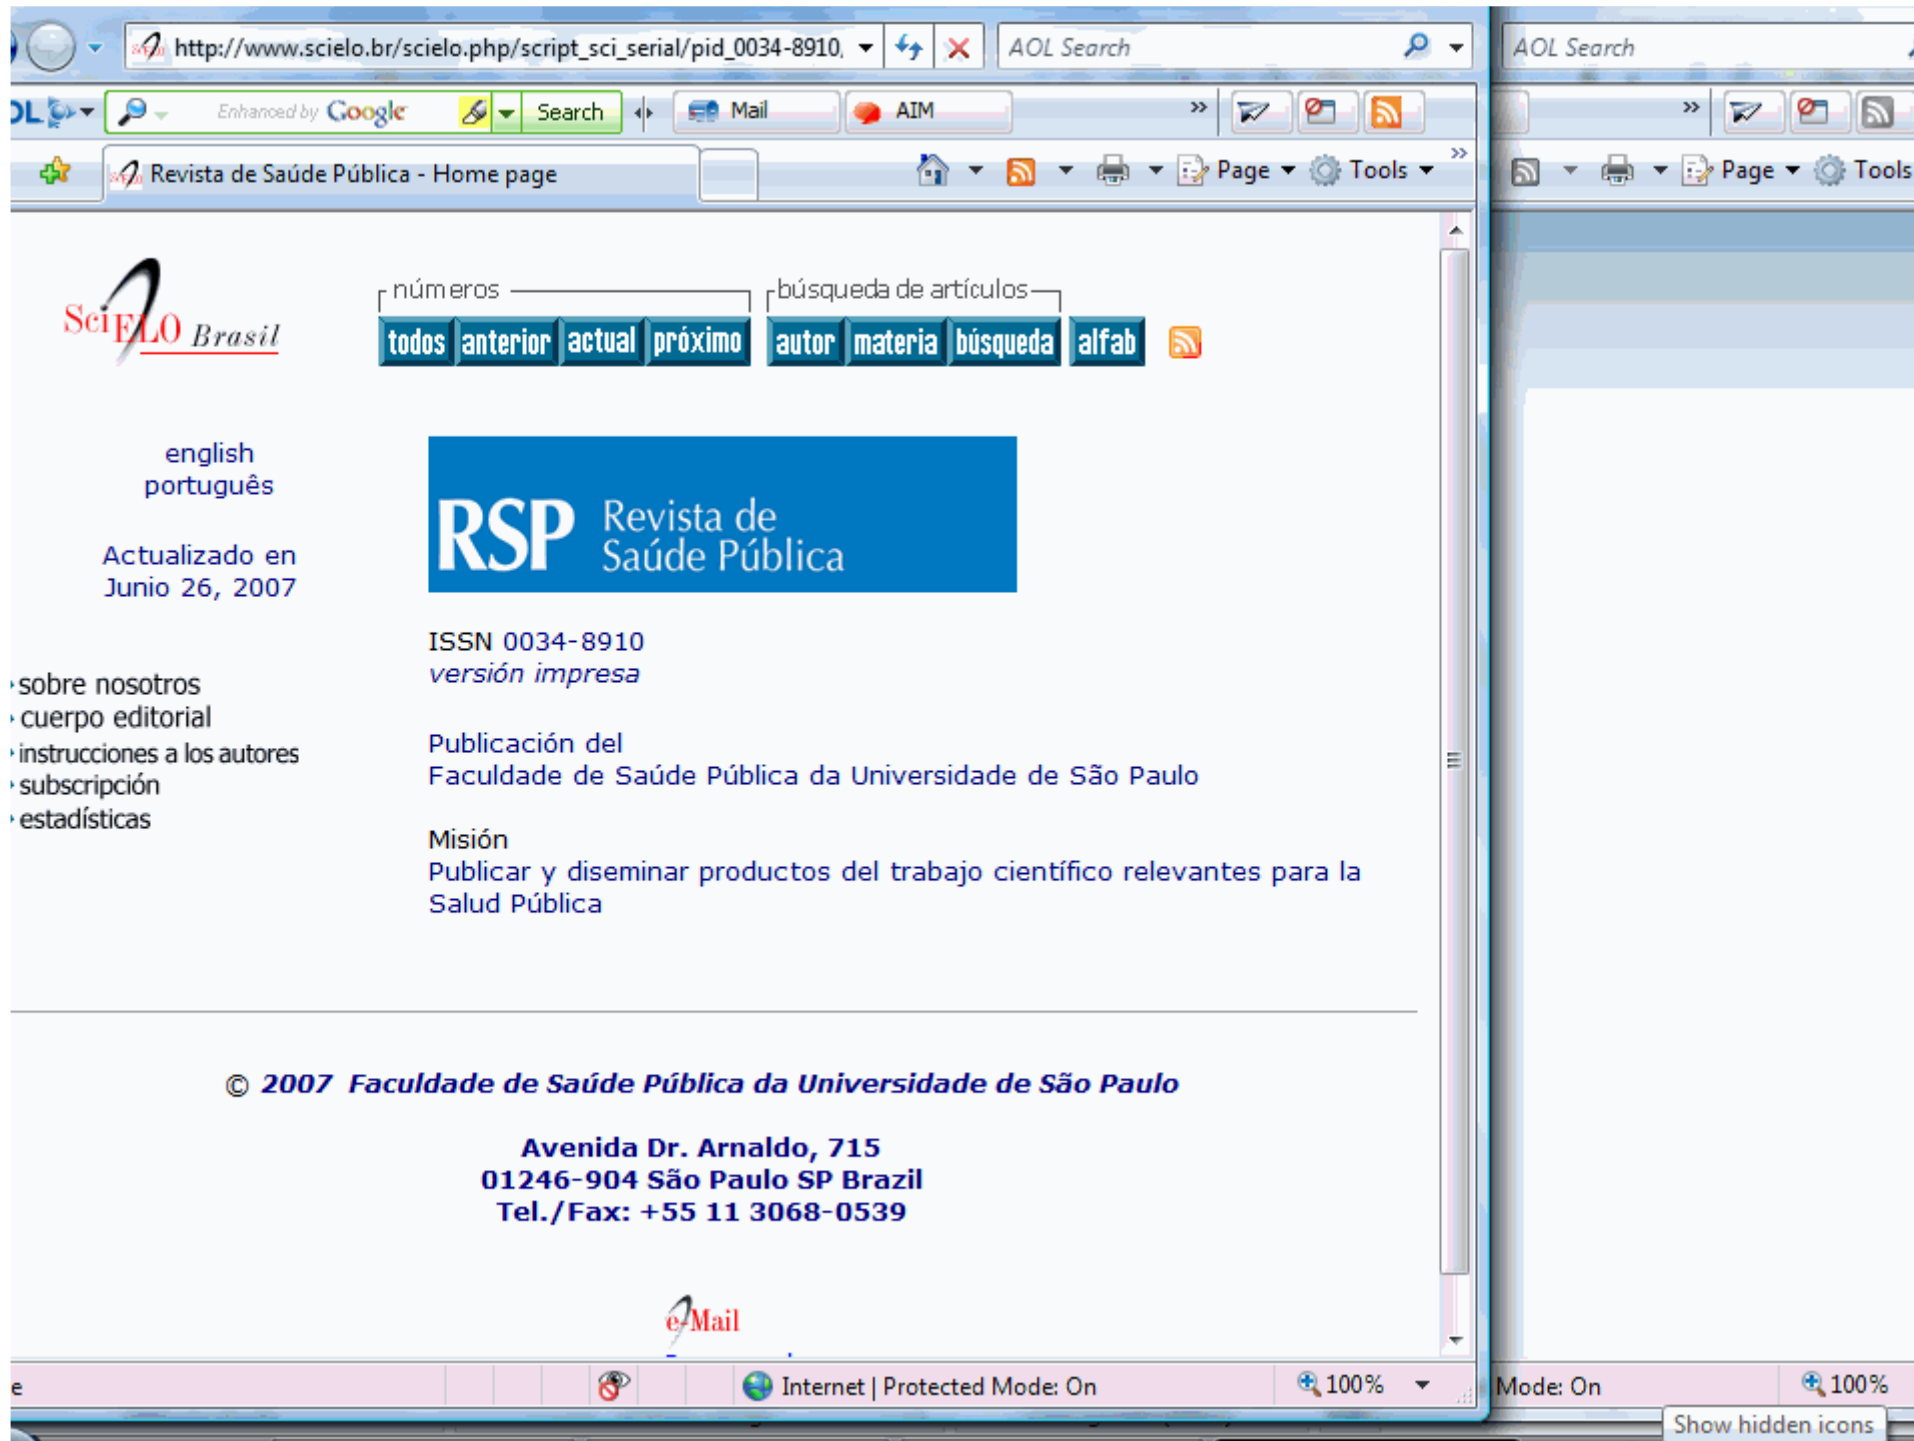 http://www.scielo.br/scielo.php/script_sci_serial/pid_0034-8910,
AOL Search
AOL Search
OL
Enhanced by Google
Search
Mail
AIM
»
»
Revista de Saúde Pública - Home page
Page
Tools
»
Page
Tools
SciELO Brasil
números
búsqueda de artículos
todos anterior actual próximo autor materia búsqueda alfab
english
português
Actualizado en
Junio 26, 2007
sobre nosotros
cuerpo editorial
instrucciones a los autores
subscripción
estadísticas
RSP Revista de
Saúde Pública
ISSN 0034-8910
versión impresa
Publicación del
Faculdade de Saúde Pública da Universidade de São Paulo
Misión
Publicar y diseminar productos del trabajo científico relevantes para la
Salud Pública
© 2007 Faculdade de Saúde Pública da Universidade de São Paulo
Avenida Dr. Arnaldo, 715
01246-904 São Paulo SP Brazil
Tel./Fax: +55 11 3068-0539
e-Mail
e
Internet | Protected Mode: On
100%
Mode: On
100%
Show hidden icons